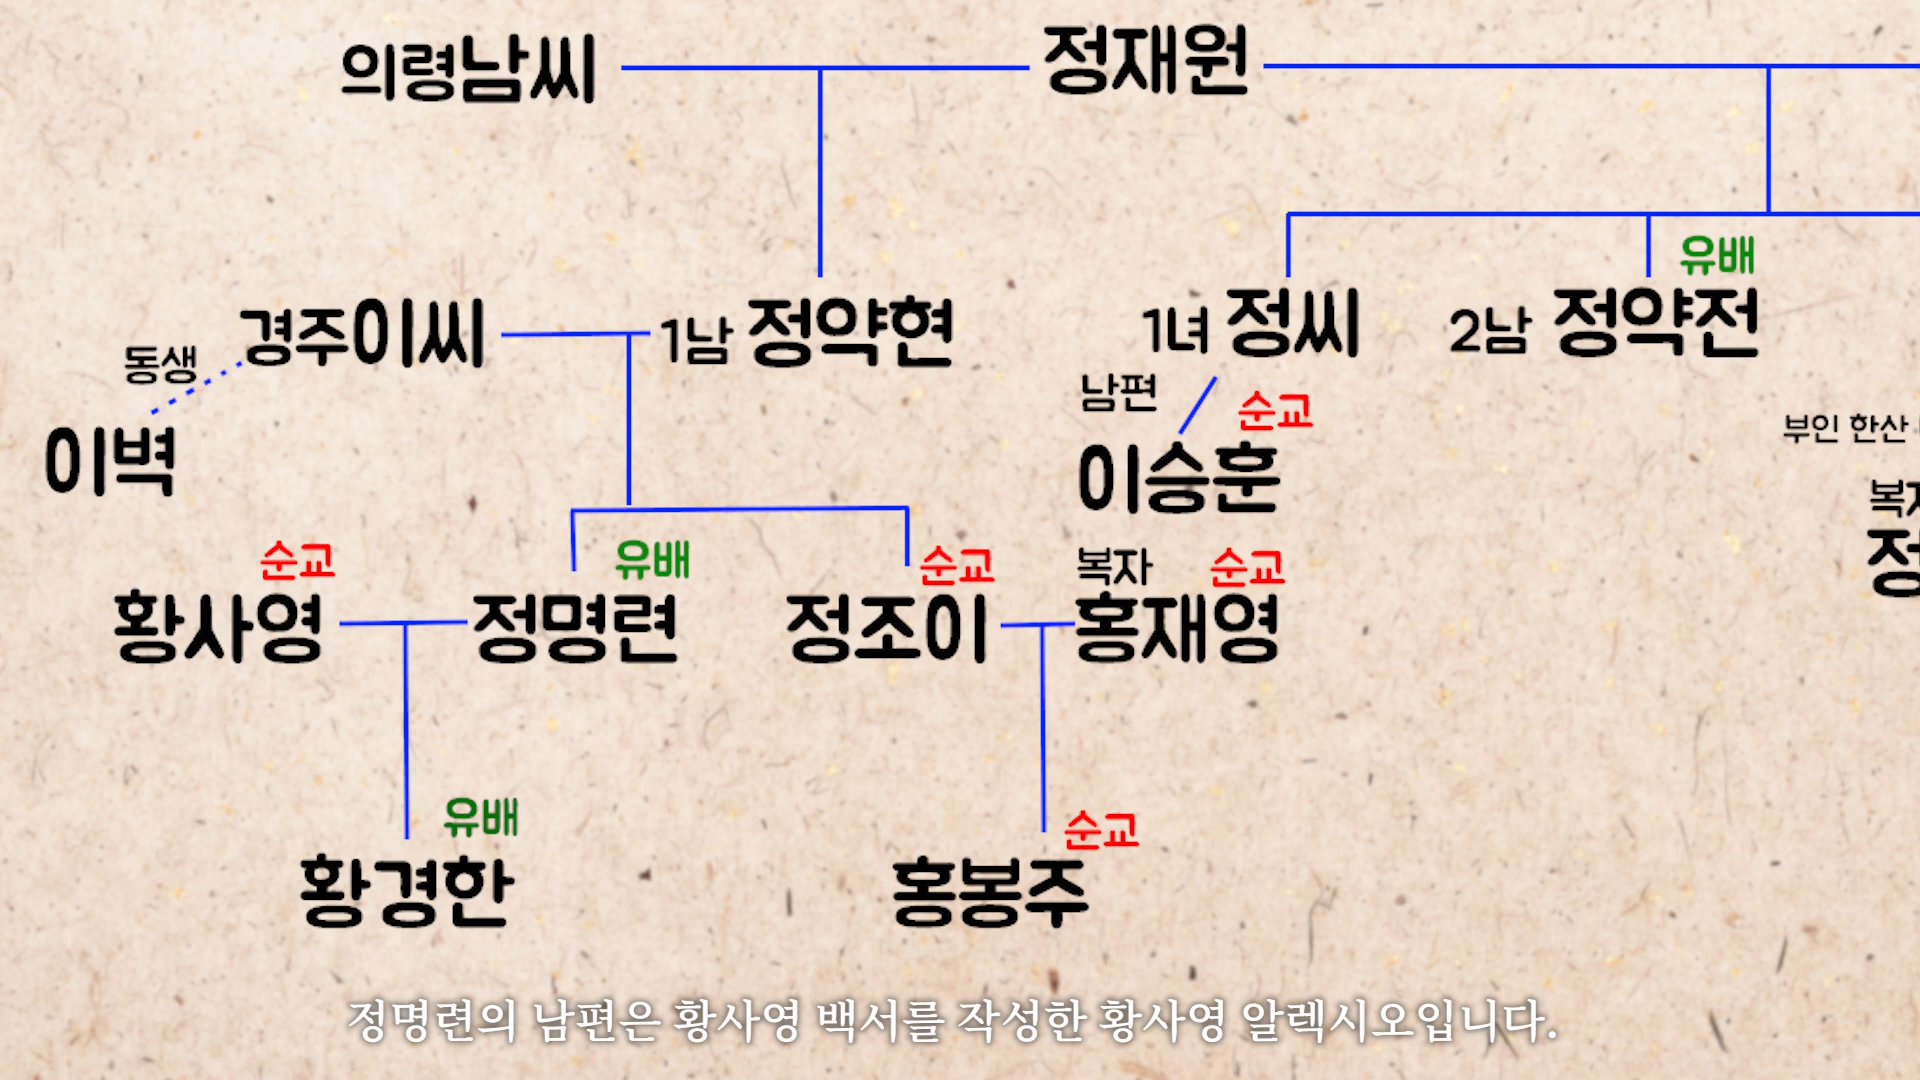 의령남씨 정재원
유배
경주이씨 1남 정약현 1녀 정씨 2남 정약전
동생 남편 순교
부인 한산
이벽 이승훈
순교 유배 순교 복자 순교
황사영 정명련 정조이 홍재영
유배 순교
황경한 홍봉주
정명련의 남편은 황사영 백서를 작성한 황사영 알렉시오입니다.